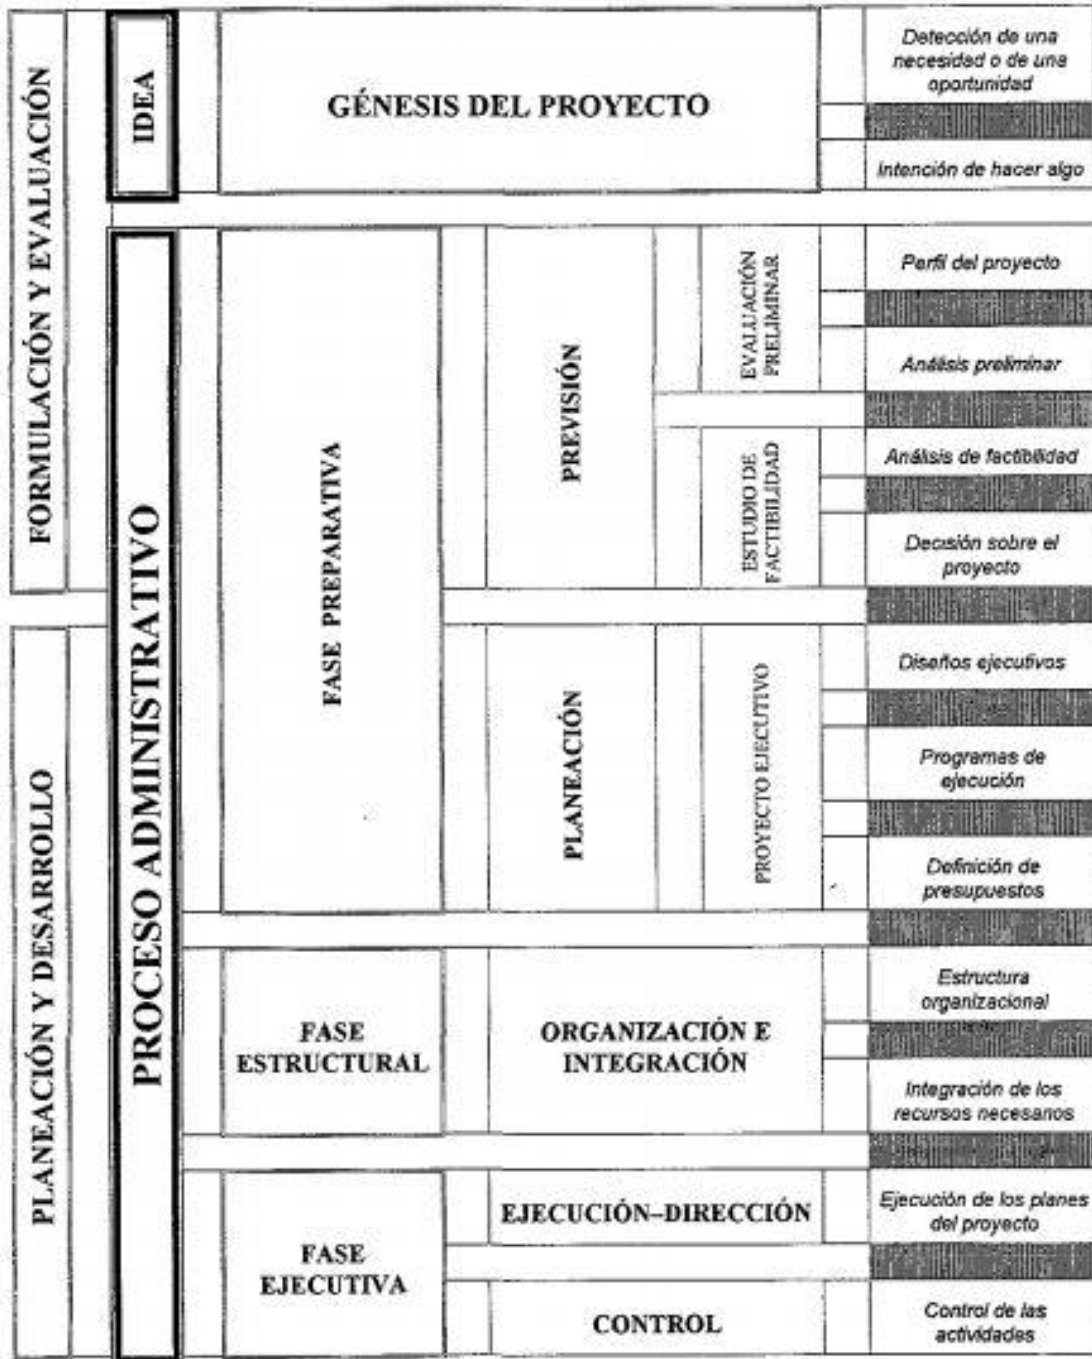 FORMULACIÓN Y EVALUACIÓN
IDEA
GÉNESIS DEL PROYECTO
Detección de una
necesidad o de una
oportunidad
Intención de hacer algo
PROCESO ADMINISTRATIVO
FASE PREPARATIVA
PREVISIÓN
EVALUACIÓN
PRELIMINAR
Perfil del proyecto
Análisis preliminar
ESTUDIO DE
FACTIBILIDAD
Análisis de factibilidad
Decisión sobre el
proyecto
PLANEACIÓN Y DESARROLLO
PLANEACIÓN
PROYECTO EJECUTIVO
Diseños ejecutivos
Programas de
ejecución
Definición de
presupuestos
FASE
ESTRUCTURAL
ORGANIZACIÓN E
INTEGRACIÓN
Estructura
organizacional
Integración de los
recursos necesarios
FASE
EJECUTIVA
EJECUCIÓN–DIRECCIÓN
Ejecución de los planes
del proyecto
CONTROL
Control de las
actividades